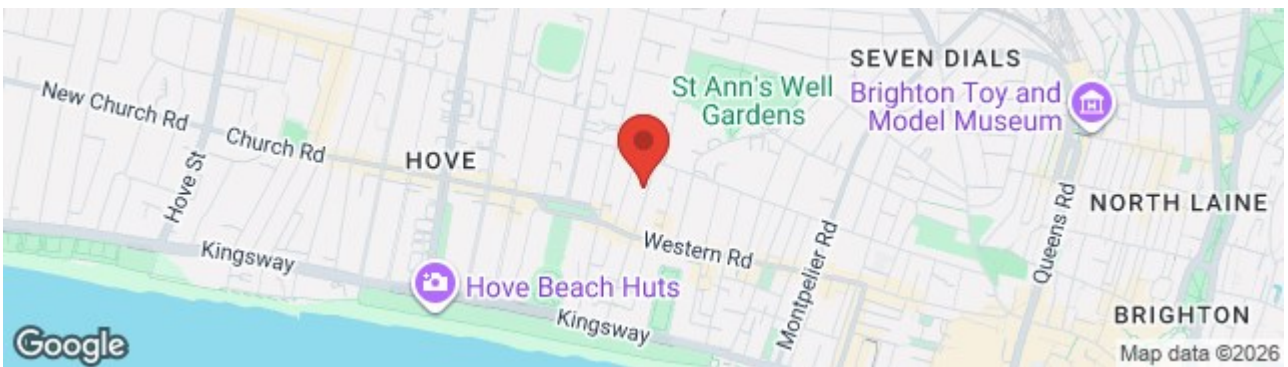 SEVEN DIALS
St Ann's Well
Gardens
Brighton Toy and
Model Museum
New Church Rd
Church Rd
HOVE
Hove St
NORTH LAINE
Queens Rd
Montpelier Rd
Western Rd
Kingsway
Hove Beach Huts
Kingsway
BRIGHTON
Google
Map data ©2026